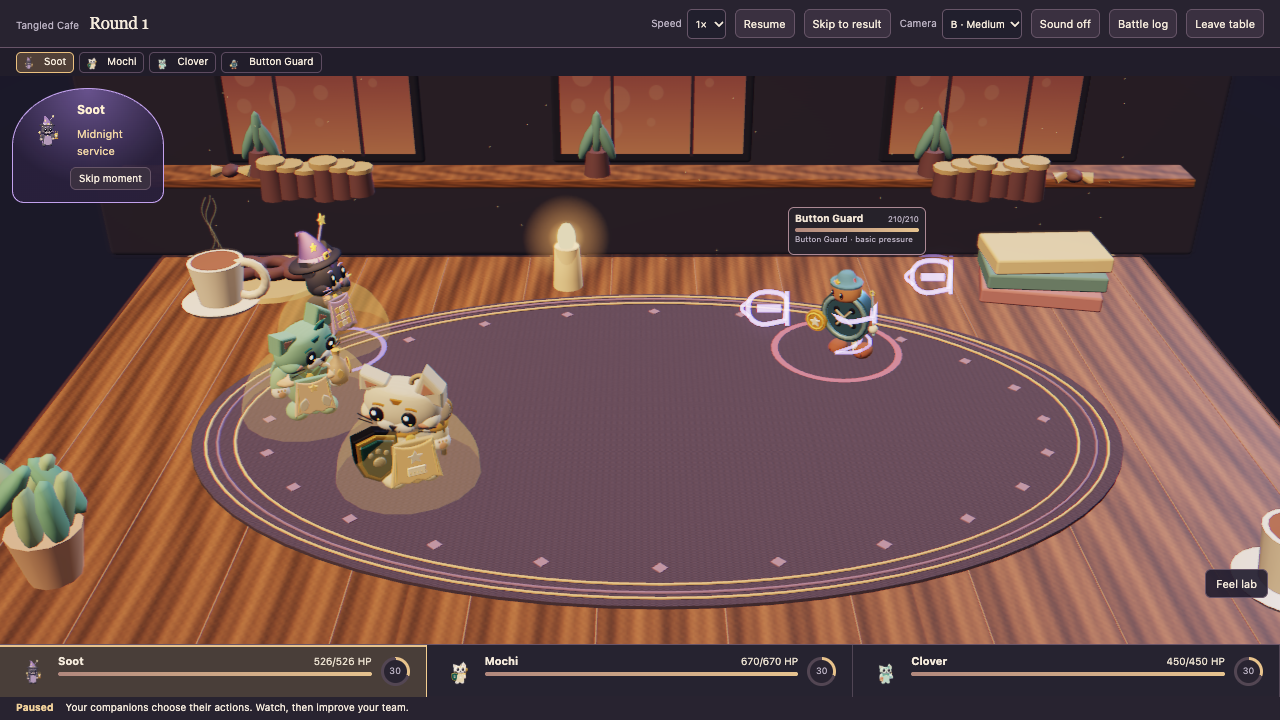 Tangled Cafe Round 1
Speed 1x Resume Skip to result Camera B · Medium Sound off Battle log Leave table
Soot Mochi Clover Button Guard
Soot
Midnight
service
Skip moment
Button Guard 210/210
Button Guard · basic pressure
Feel lab
Soot 526/526 HP 30
Mochi 670/670 HP 30
Clover 450/450 HP 30
Paused Your companions choose their actions. Watch, then improve your team.